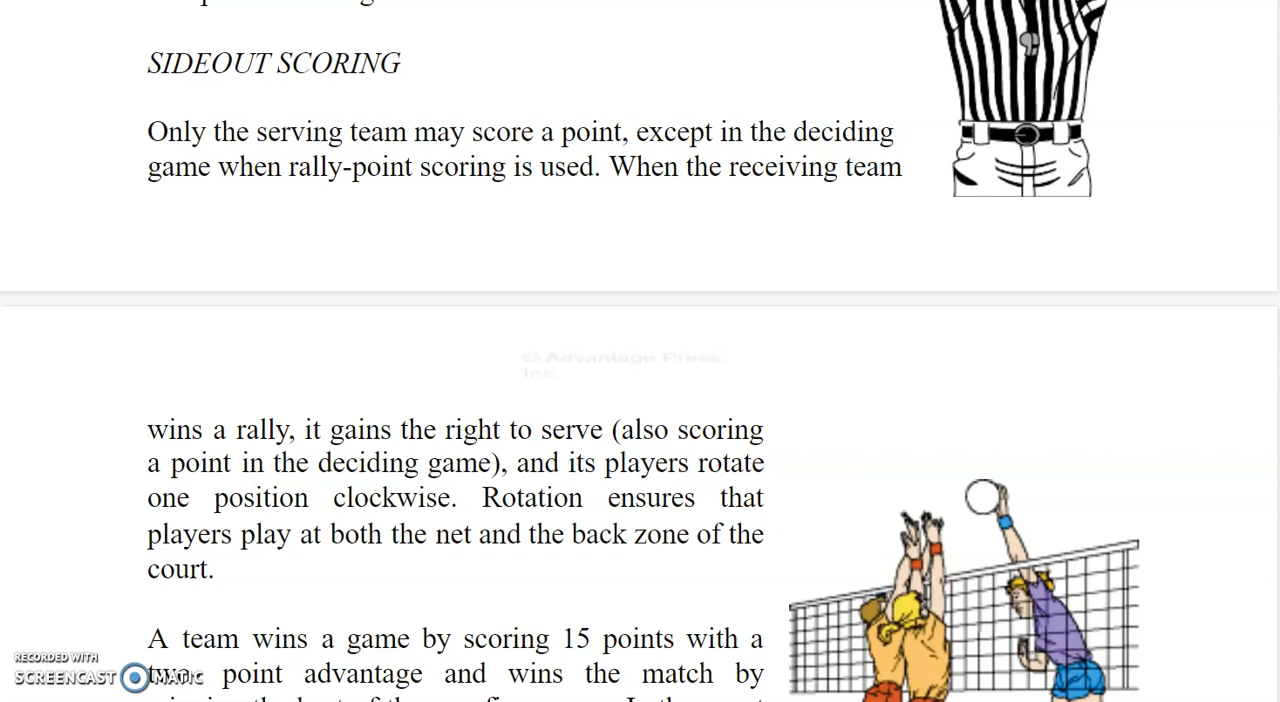 SIDEOUT SCORING
Only the serving team may score a point, except in the deciding
game when rally-point scoring is used. When the receiving team
© Advantage Press
Inc.
wins a rally, it gains the right to serve (also scoring
a point in the deciding game), and its players rotate
one position clockwise. Rotation ensures that
players play at both the net and the back zone of the
court.
A team wins a game by scoring 15 points with a
two point advantage and wins the match by
RECORDED WITH
SCREENCAST MATIC